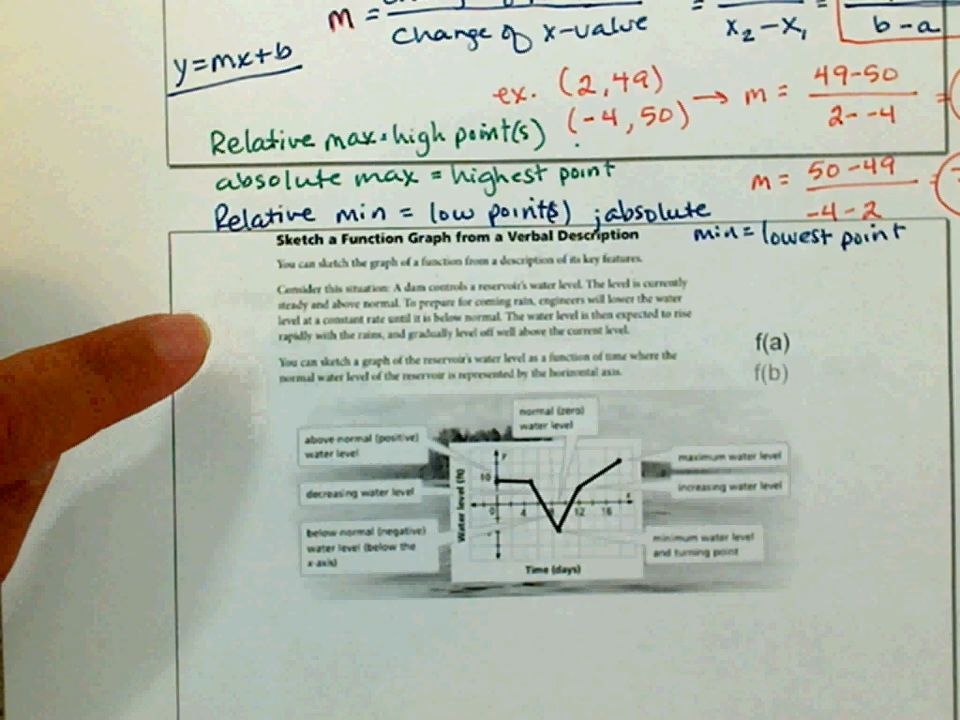 m = =
change of x-value x₂-x₁ b-a
y=mx+b
ex. (2,49) → m = 49-50 =
(-4,50) 2--4
Relative max=high point(s)
absolute max = highest point m = 50-49 =
-4-2
Relative min = low point(s) ;absolute
min = lowest point
Sketch a Function Graph from a Verbal Description
You can sketch the graph of a function from a description of its key features.
Consider this situation: A dam controls a reservoir's water level. The level is currently
steady and above normal. To prepare for coming rain, engineers will lower the water
level at a constant rate until it is below normal. The water level is then expected to rise
rapidly with the rains, and gradually level off well above the current level.
f(a)
You can sketch a graph of the reservoir's water level as a function of time where the
normal water level of the reservoir is represented by the horizontal axis.
f(b)
normal (zero)
water level
above normal (positive)
water level
maximum water level
decreasing water level
increasing water level
below normal (negative)
water level (below the
x-axis)
minimum water level
and turning point
Water level (ft)
y
10
0 4 12 16 x
Time (days)